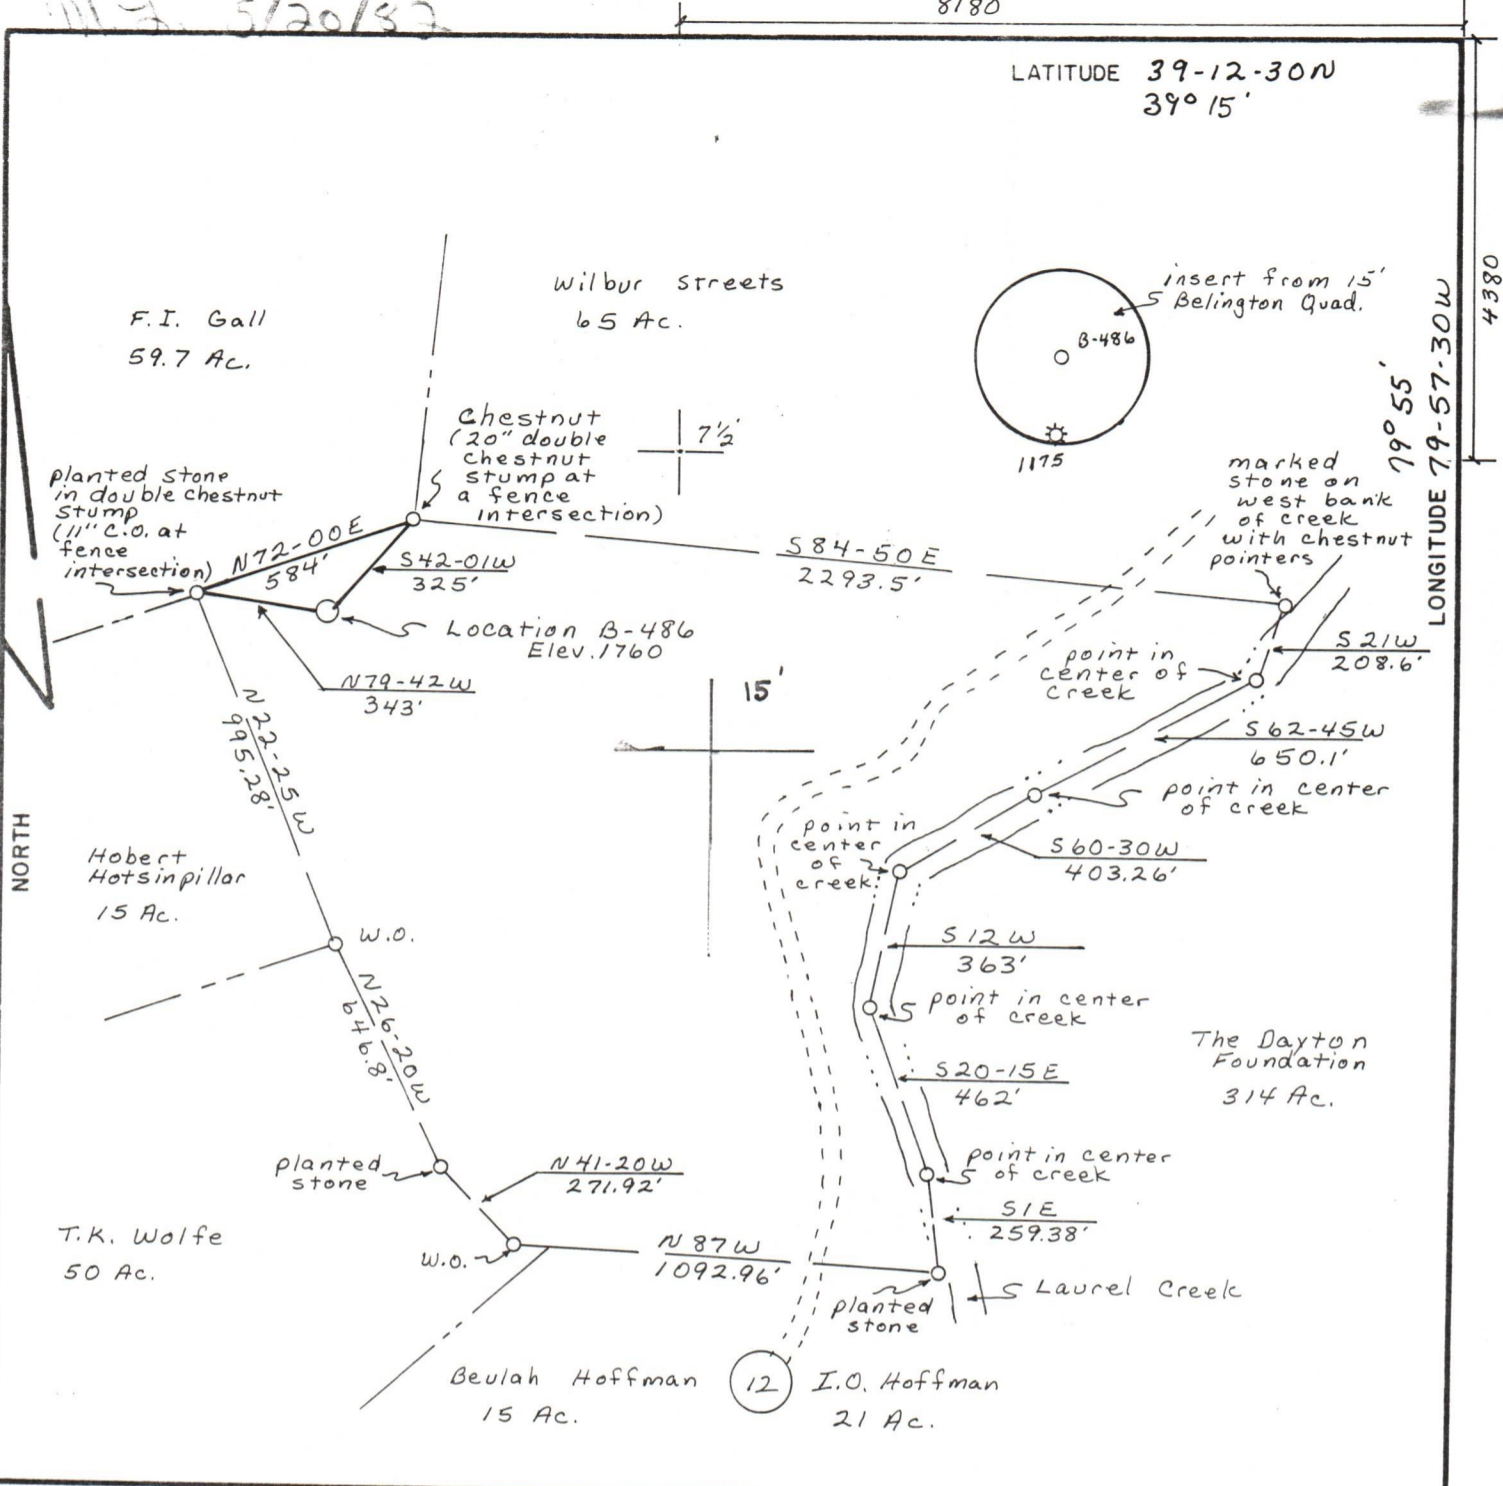 5/20/82
8180
LATITUDE 39-12-30N
39° 15'
4380
LONGITUDE 79-57-30W
79° 55'
F.I. Gall
59.7 Ac.
Wilbur Streets
65 Ac.
insert from 15'
Belington Quad.
B-486
1175
Chestnut
(20" double
chestnut
stump at
a fence
intersection)
7½'
planted stone
in double chestnut
stump
(11" C.O. at
fence
intersection)
marked
stone on
west bank
of creek
with chestnut
pointers
N72-00E
584'
S42-01W
325'
S84-50E
2293.5'
Location B-486
Elev. 1760
N79-42W
343'
15'
point in
center of
creek
S21W
208.6'
S62-45W
650.1'
point in center
of creek
N22-25W
995.28'
point in
center
of
creek
S60-30W
403.26'
NORTH
Hobert
Hotsinpillar
15 Ac.
W.O.
S12W
363'
point in center
of creek
N26-20W
646.8'
The Dayton
Foundation
314 Ac.
S20-15E
462'
planted
stone
N41-20W
271.92'
point in center
of creek
S1E
259.38'
T.K. Wolfe
50 Ac.
W.O.
N87W
1092.96'
planted
stone
Laurel Creek
Beulah Hoffman
15 Ac.
12
I.O. Hoffman
21 Ac.